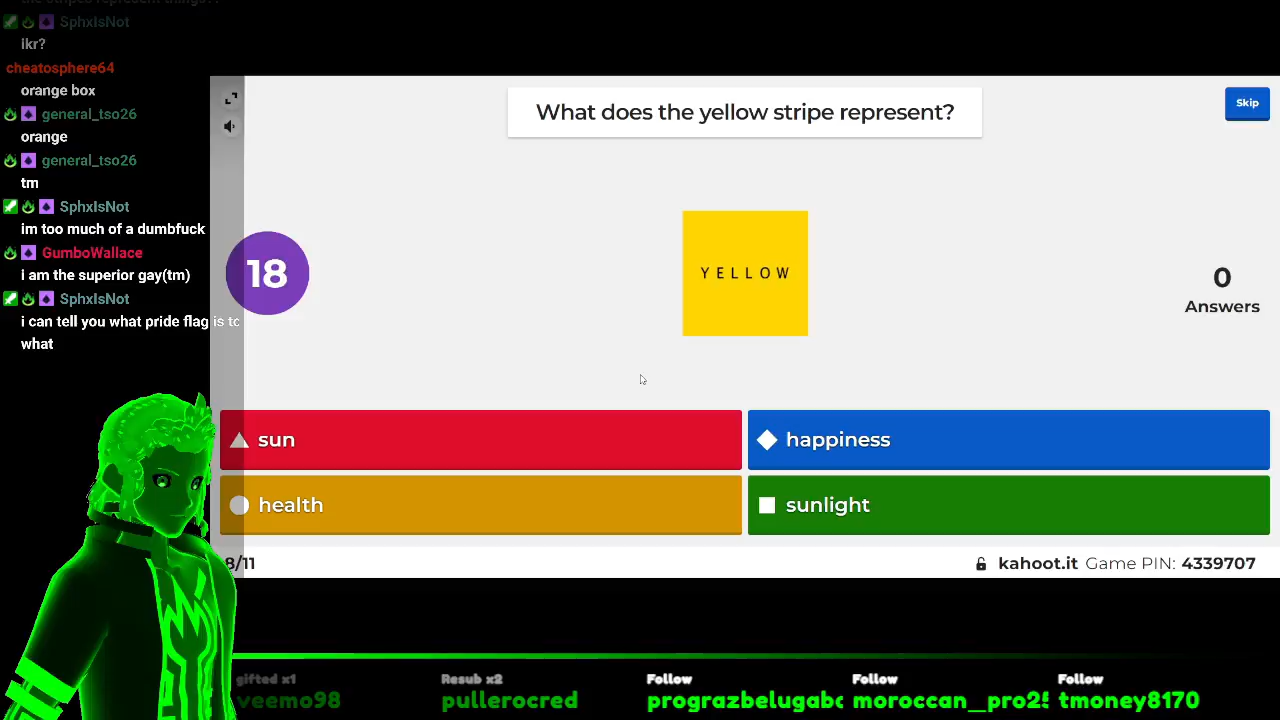 SphxIsNot
ikr?
cheatosphere64
orange box
general_tso26
orange
general_tso26
tm
SphxIsNot
im too much of a dumbfuck
GumboWallace
i am the superior gay(tm)
SphxIsNot
i can tell you what pride flag is
what
What does the yellow stripe represent?
Skip
18
YELLOW
0
Answers
sun
happiness
health
sunlight
8/11
kahoot.it Game PIN: 4339707
gifted x1
veemo98
Resub x2
pullerocred
Follow
prograzbelugabc
Follow
moroccan_pro25
Follow
tmoney8170